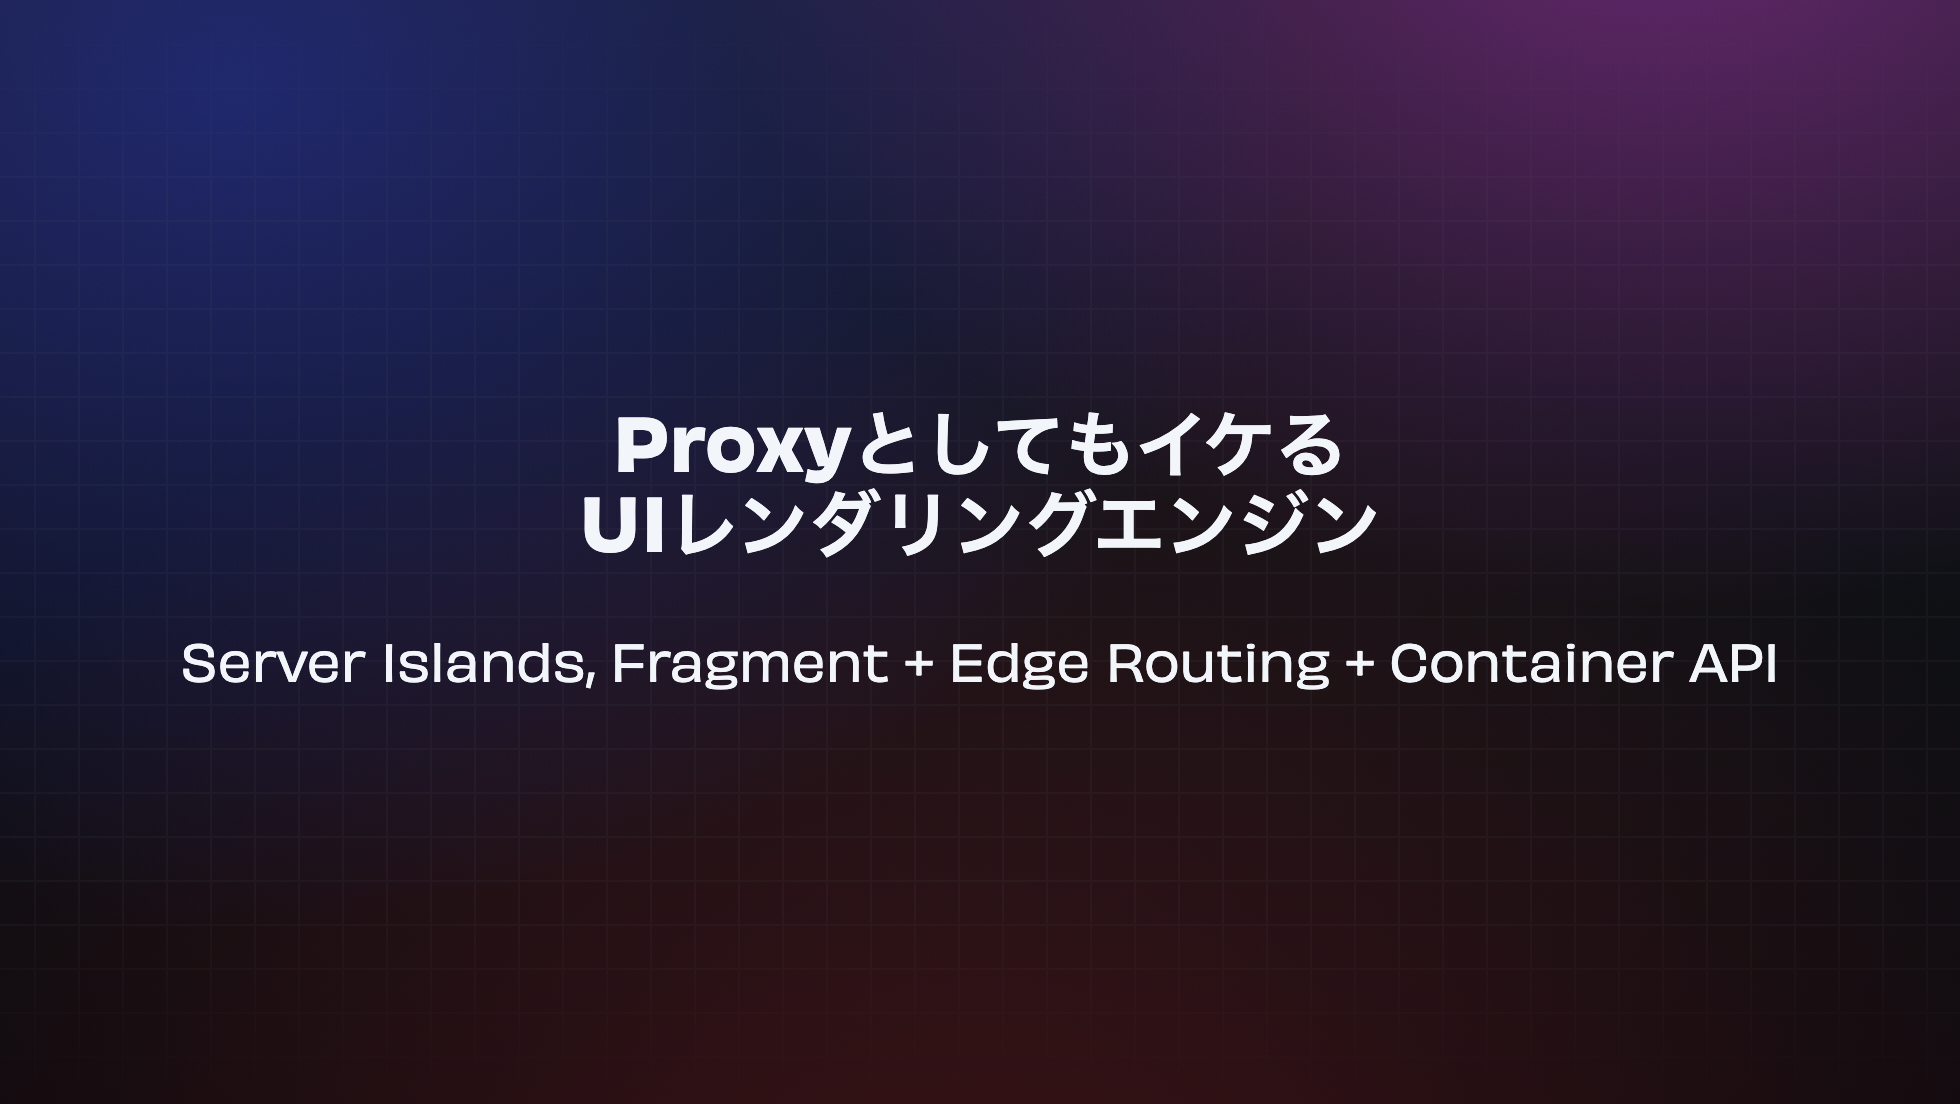 Proxyとしてもイケる
UIレンダリングエンジン
Server Islands, Fragment + Edge Routing + Container API